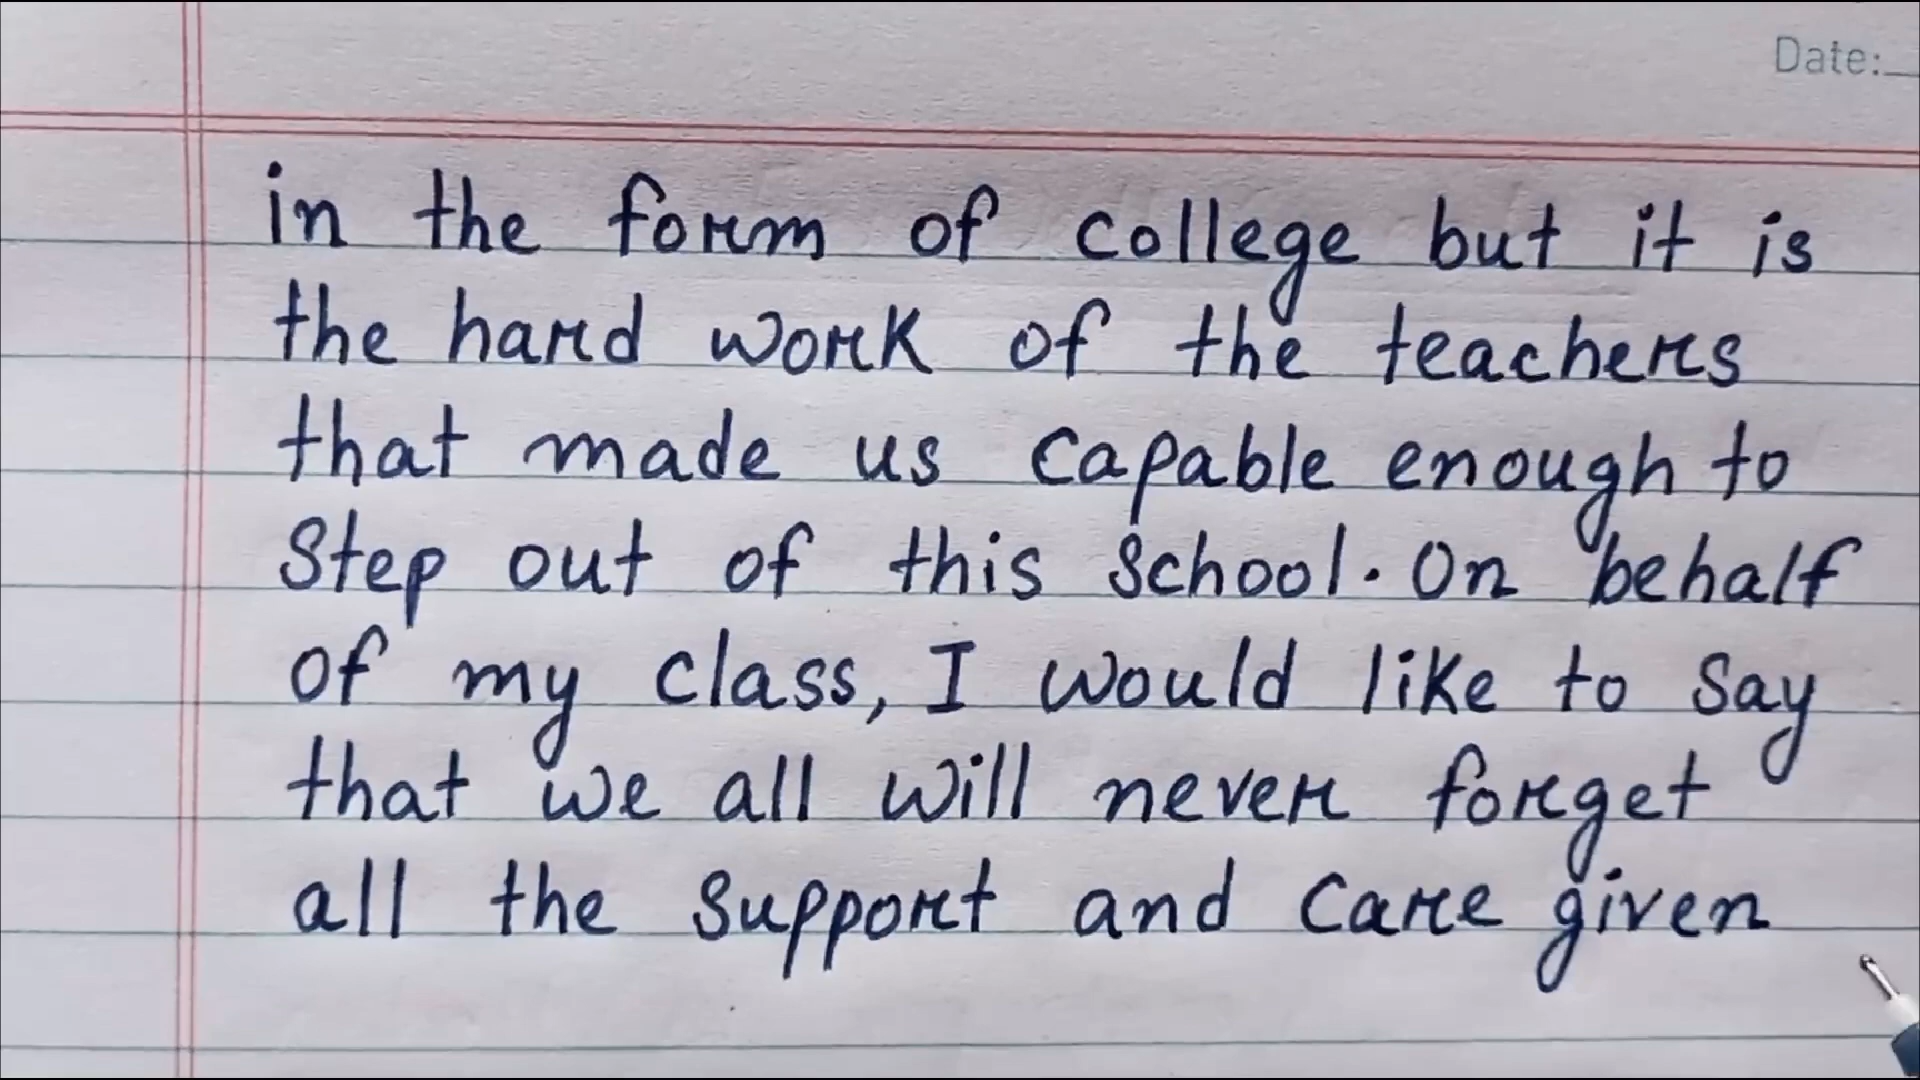 Date:
in the form of college but it is
the hard work of the teachers
that made us capable enough to
Step out of this School. On behalf
of my class, I would like to Say
that we all will never forget
all the Support and Care given